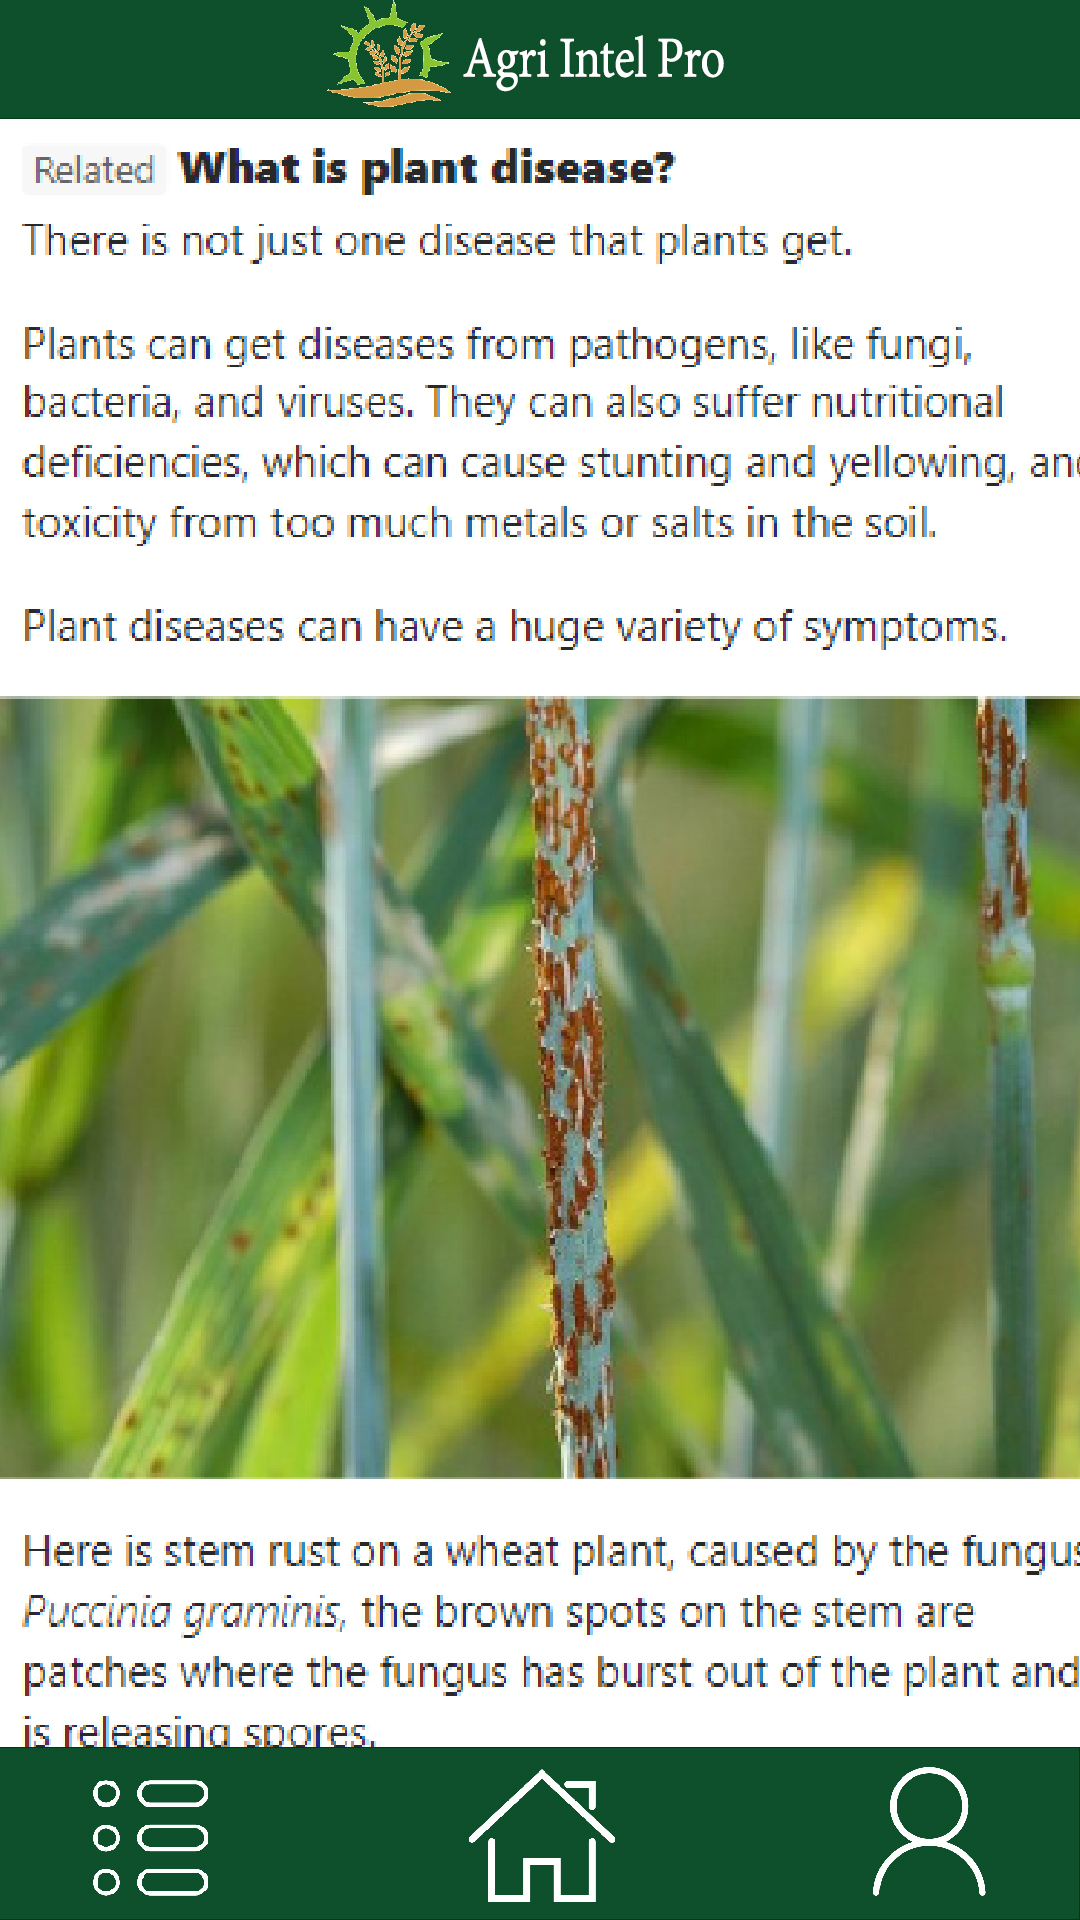 Agri Intel Pro
Related What is plant disease?
There is not just one disease that plants get.
Plants can get diseases from pathogens, like fungi,
bacteria, and viruses. They can also suffer nutritional
deficiencies, which can cause stunting and yellowing, and
toxicity from too much metals or salts in the soil.
Plant diseases can have a huge variety of symptoms.
Here is stem rust on a wheat plant, caused by the fungus
Puccinia graminis, the brown spots on the stem are
patches where the fungus has burst out of the plant and
is releasing spores.